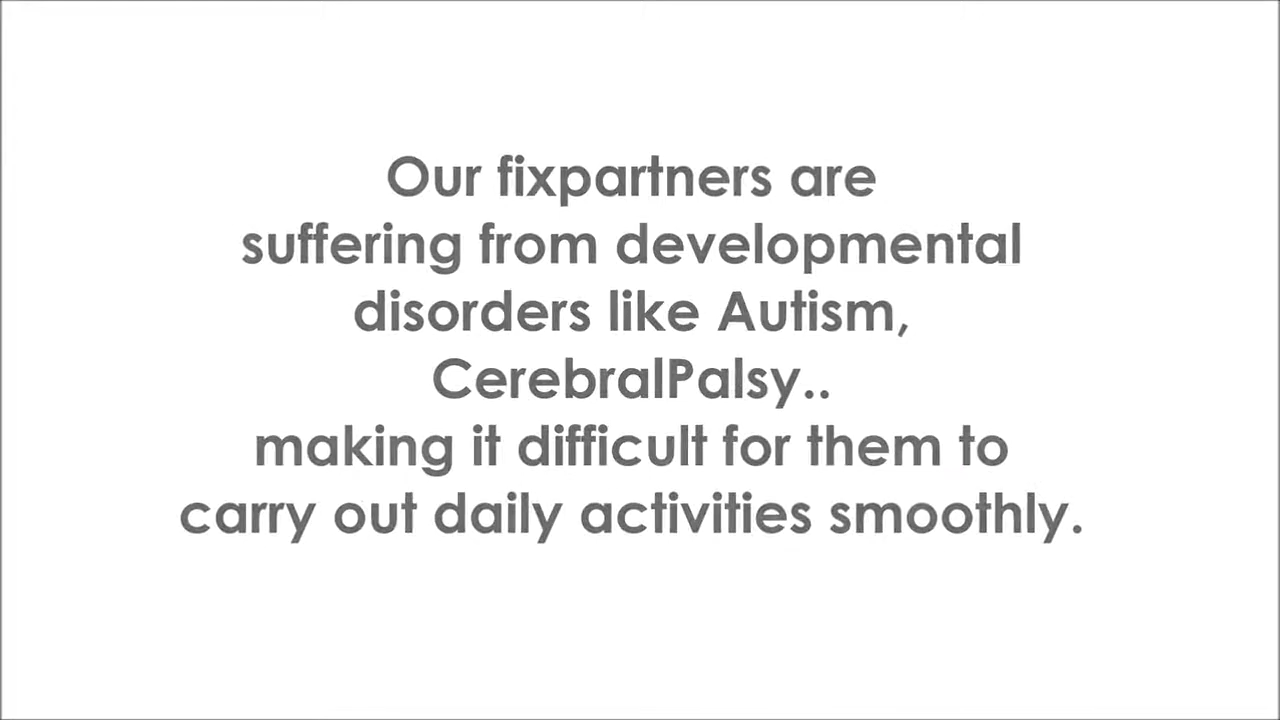 Our fixpartners are
suffering from developmental
disorders like Autism,
CerebralPalsy..
making it difficult for them to
carry out daily activities smoothly.